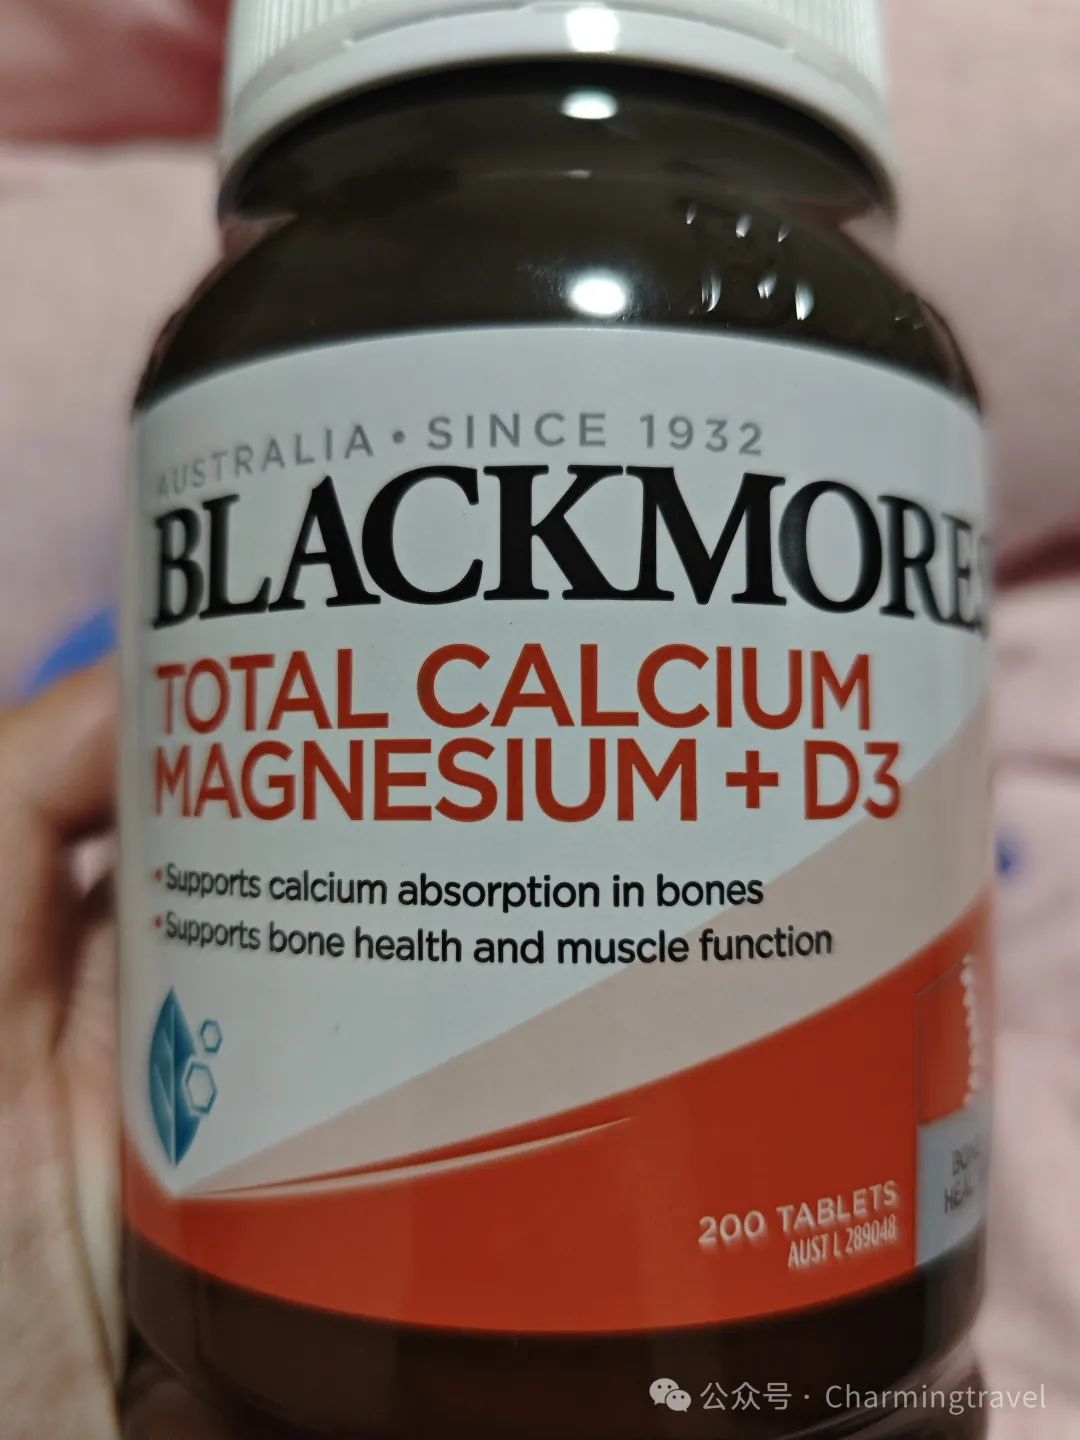 AUSTRALIA • SINCE 1932
BLACKMORES
TOTAL CALCIUM
MAGNESIUM + D3
•Supports calcium absorption in bones
•Supports bone health and muscle function
200 TABLETS
AUST L 289048
公众号 · Charmingtravel